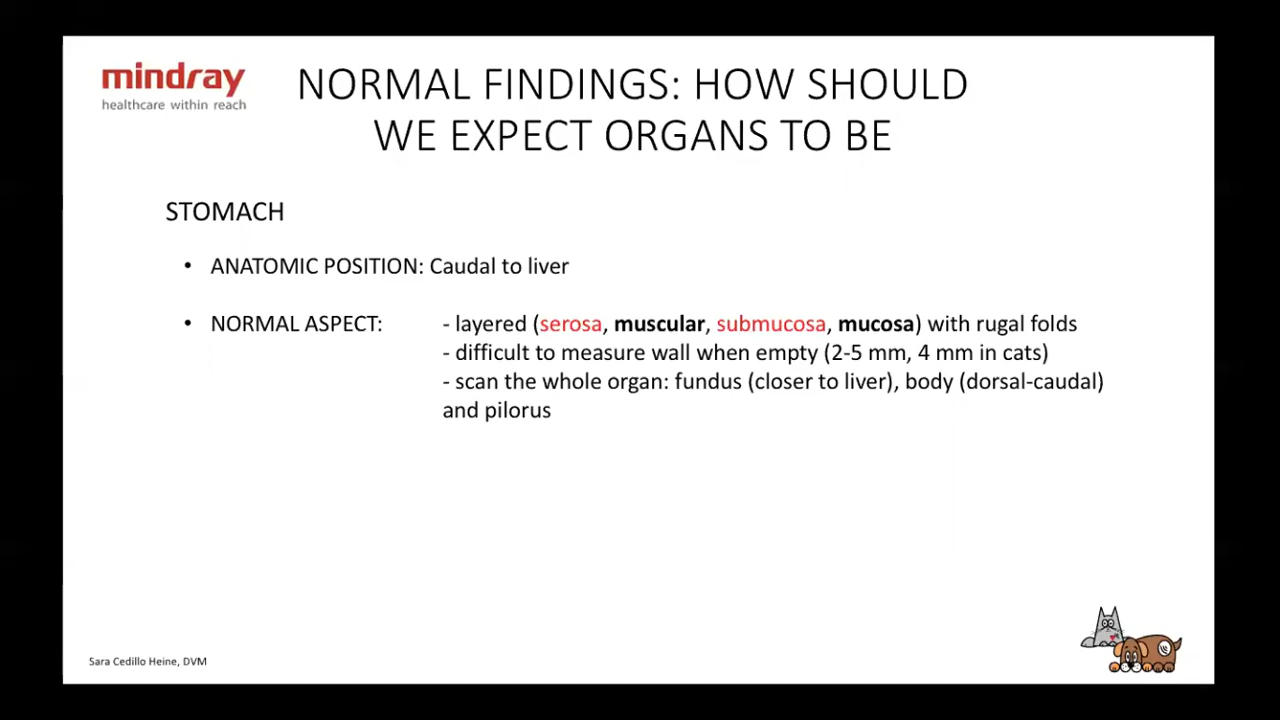 mindray
healthcare within reach
NORMAL FINDINGS: HOW SHOULD
WE EXPECT ORGANS TO BE
STOMACH
• ANATOMIC POSITION: Caudal to liver
• NORMAL ASPECT: - layered (serosa, muscular, submucosa, mucosa) with rugal folds
- difficult to measure wall when empty (2-5 mm, 4 mm in cats)
- scan the whole organ: fundus (closer to liver), body (dorsal-caudal)
and pilorus
Sara Cedillo Heine, DVM